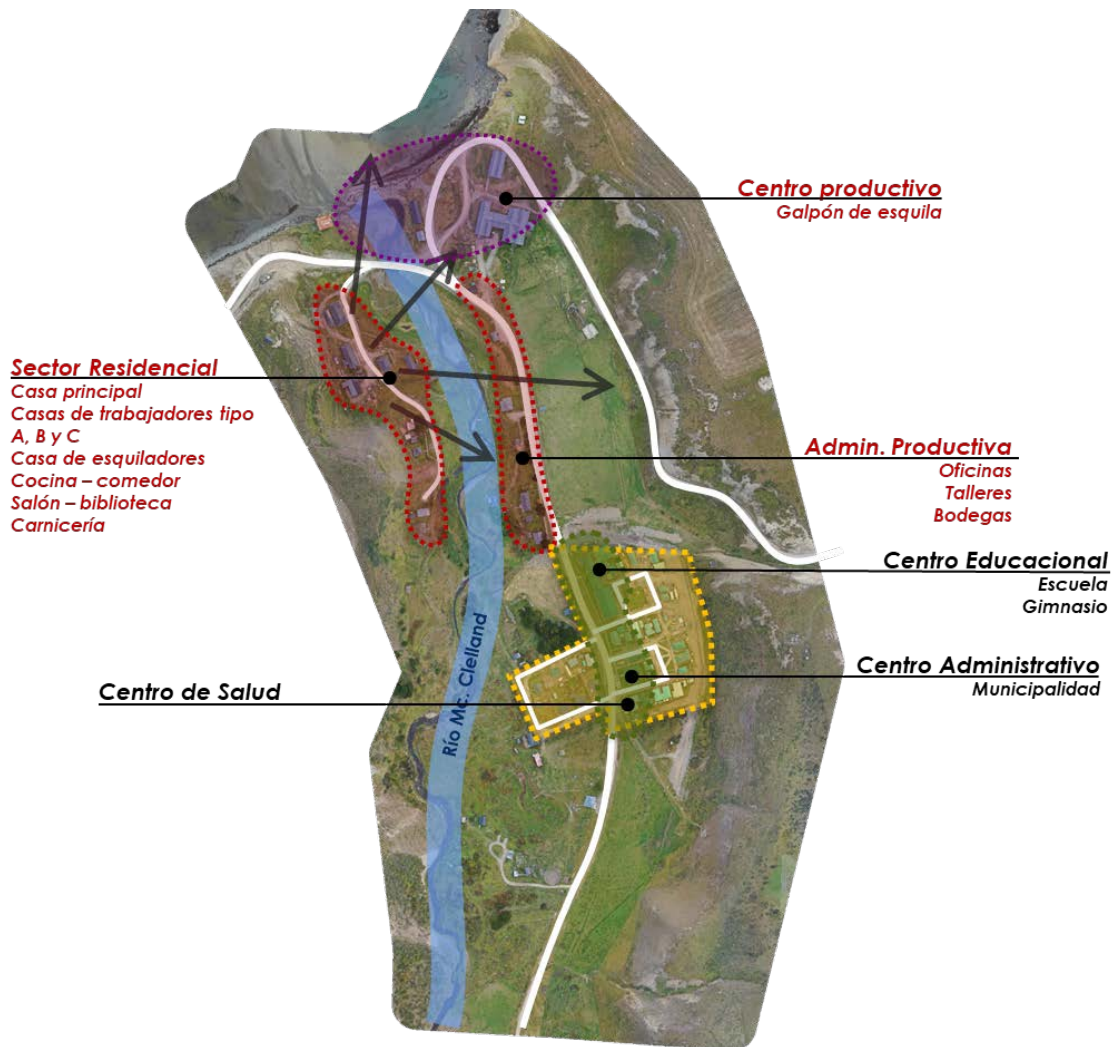 Centro productivo
Galpón de esquila
Sector Residencial
Casa principal
Casas de trabajadores tipo
A, B y C
Casa de esquiladores
Cocina – comedor
Salón – biblioteca
Carnicería
Admin. Productiva
Oficinas
Talleres
Bodegas
Centro Educacional
Escuela
Gimnasio
Centro Administrativo
Municipalidad
Centro de Salud
Río Mc. Clelland